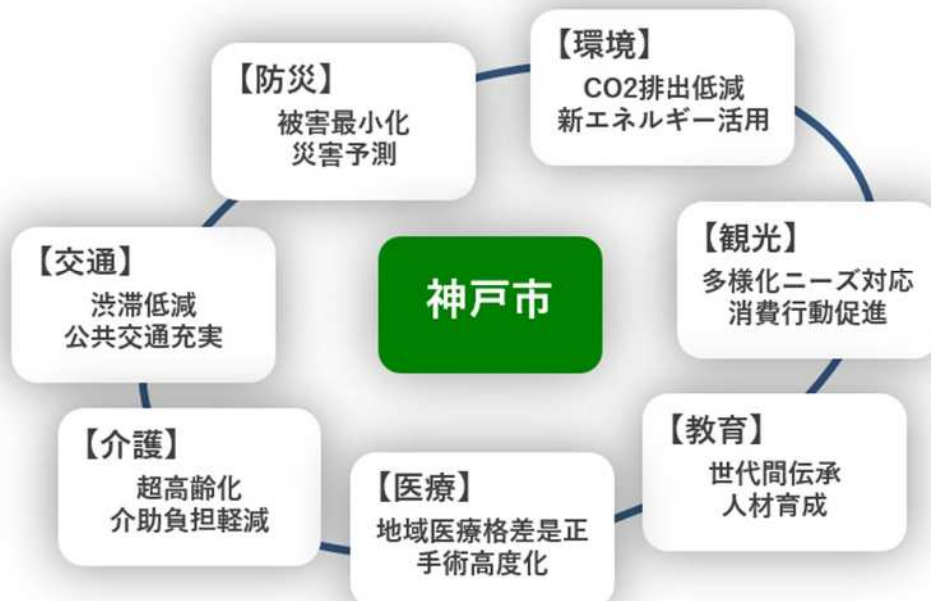 【環境】
CO2排出低減
新エネルギー活用
【防災】
被害最小化
災害予測
【観光】
多様化ニーズ対応
消費行動促進
【交通】
渋滞低減
公共交通充実
神戸市
【教育】
世代間伝承
人材育成
【介護】
超高齢化
介助負担軽減
【医療】
地域医療格差是正
手術高度化